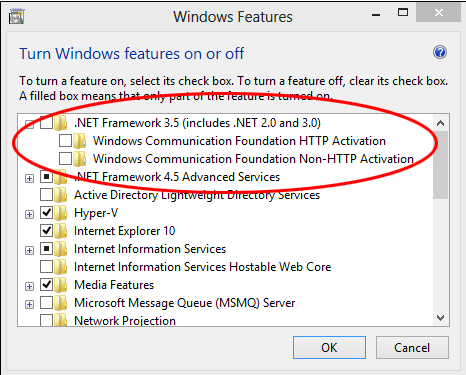 Windows Features
Turn Windows features on or off
To turn a feature on, select its check box. To turn a feature off, clear its check box.
A filled box means that only part of the feature is turned on.
.NET Framework 3.5 (includes .NET 2.0 and 3.0)
Windows Communication Foundation HTTP Activation
Windows Communication Foundation Non-HTTP Activation
.NET Framework 4.5 Advanced Services
Active Directory Lightweight Directory Services
Hyper-V
Internet Explorer 10
Internet Information Services
Internet Information Services Hostable Web Core
Media Features
Microsoft Message Queue (MSMQ) Server
Network Projection
OK
Cancel